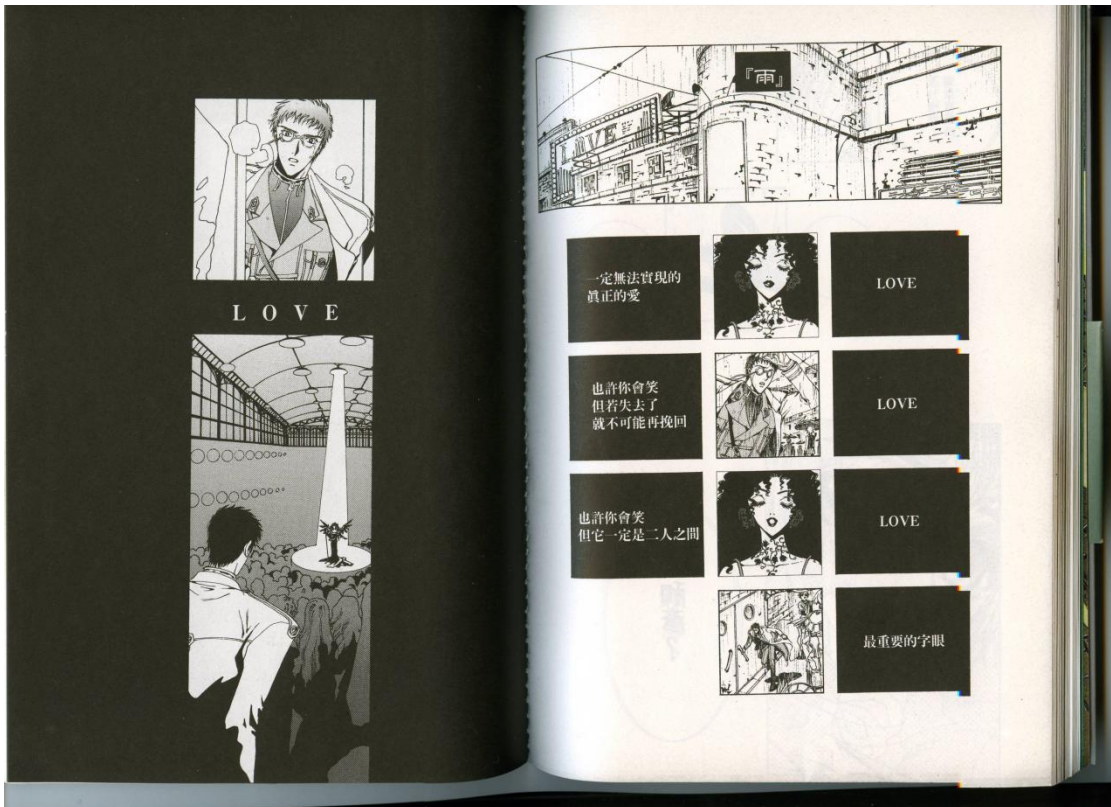 『雨』
LOVE
LOVE
一定無法實現的
眞正的愛
LOVE
也許你會笑
但若失去了
就不可能再挽回
LOVE
也許你會笑
但它一定是二人之間
最重要的字眼
LOVE